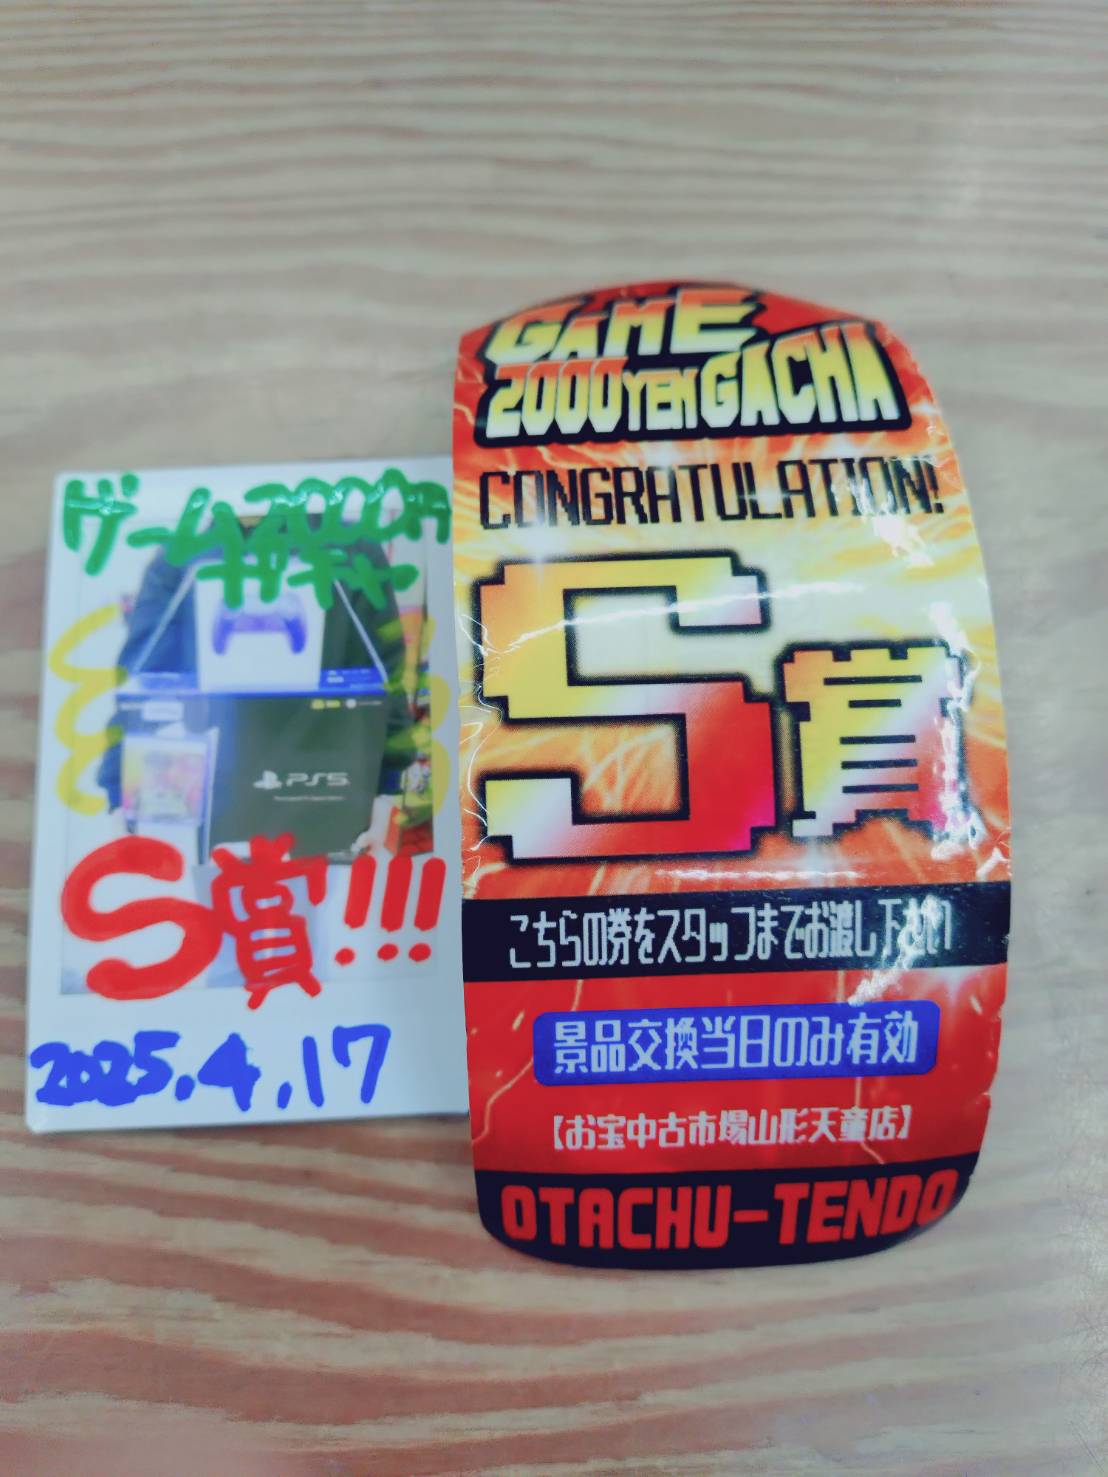 ゲーム2000円
ガチャ
PS5
S賞!!!
2025.4.17
GAME
2000YEN GACHA
CONGRATULATION!
S賞
こちらの券をスタッフまでお渡し下さい
景品交換当日のみ有効
【お宝中古市場山形天童店】
OTACHU-TENDO